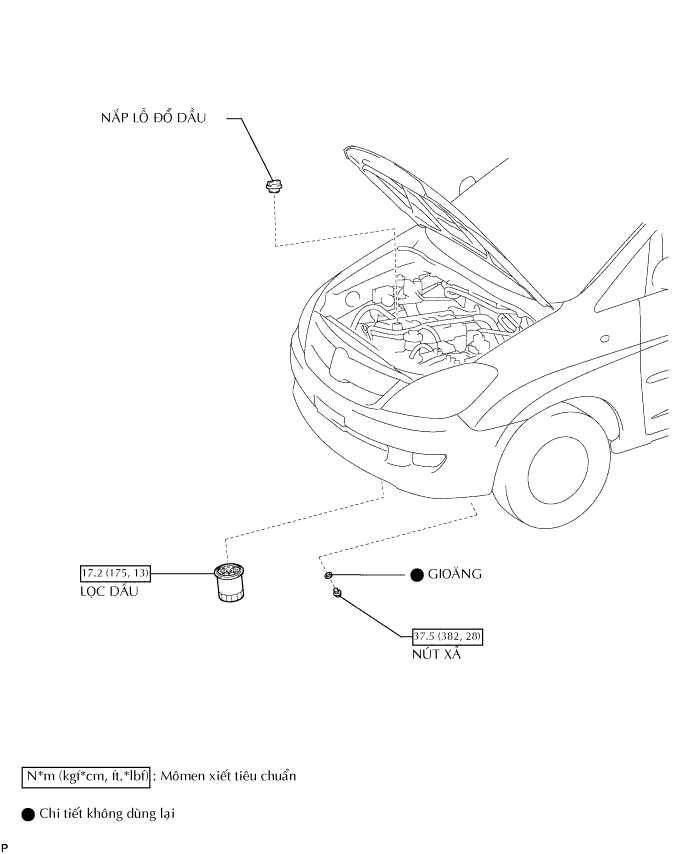 NẮP LỖ ĐỔ DẦU
17.2 (175, 13)
LỌC DẦU
GIOĂNG
37.5 (382, 28)
NÚT XẢ
N*m (kgf*cm, ft.*lbf) : Mômen xiết tiêu chuẩn
Chi tiết không dùng lại
P